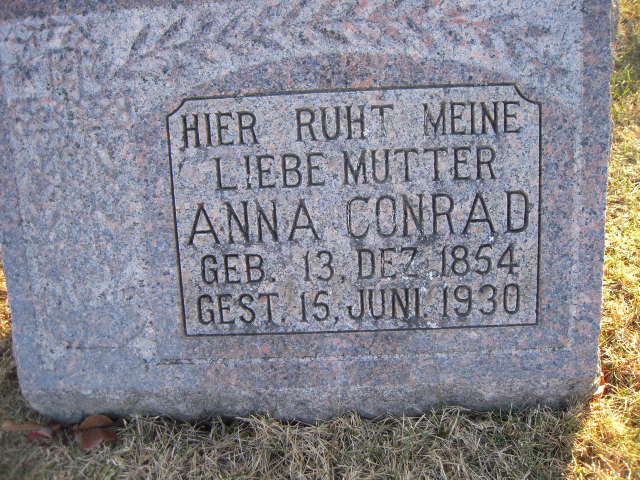 HIER RUHT MEINE
LIEBE MUTTER
ANNA CONRAD
GEB. 13. DEZ. 1854
GEST. 15. JUNI. 1930